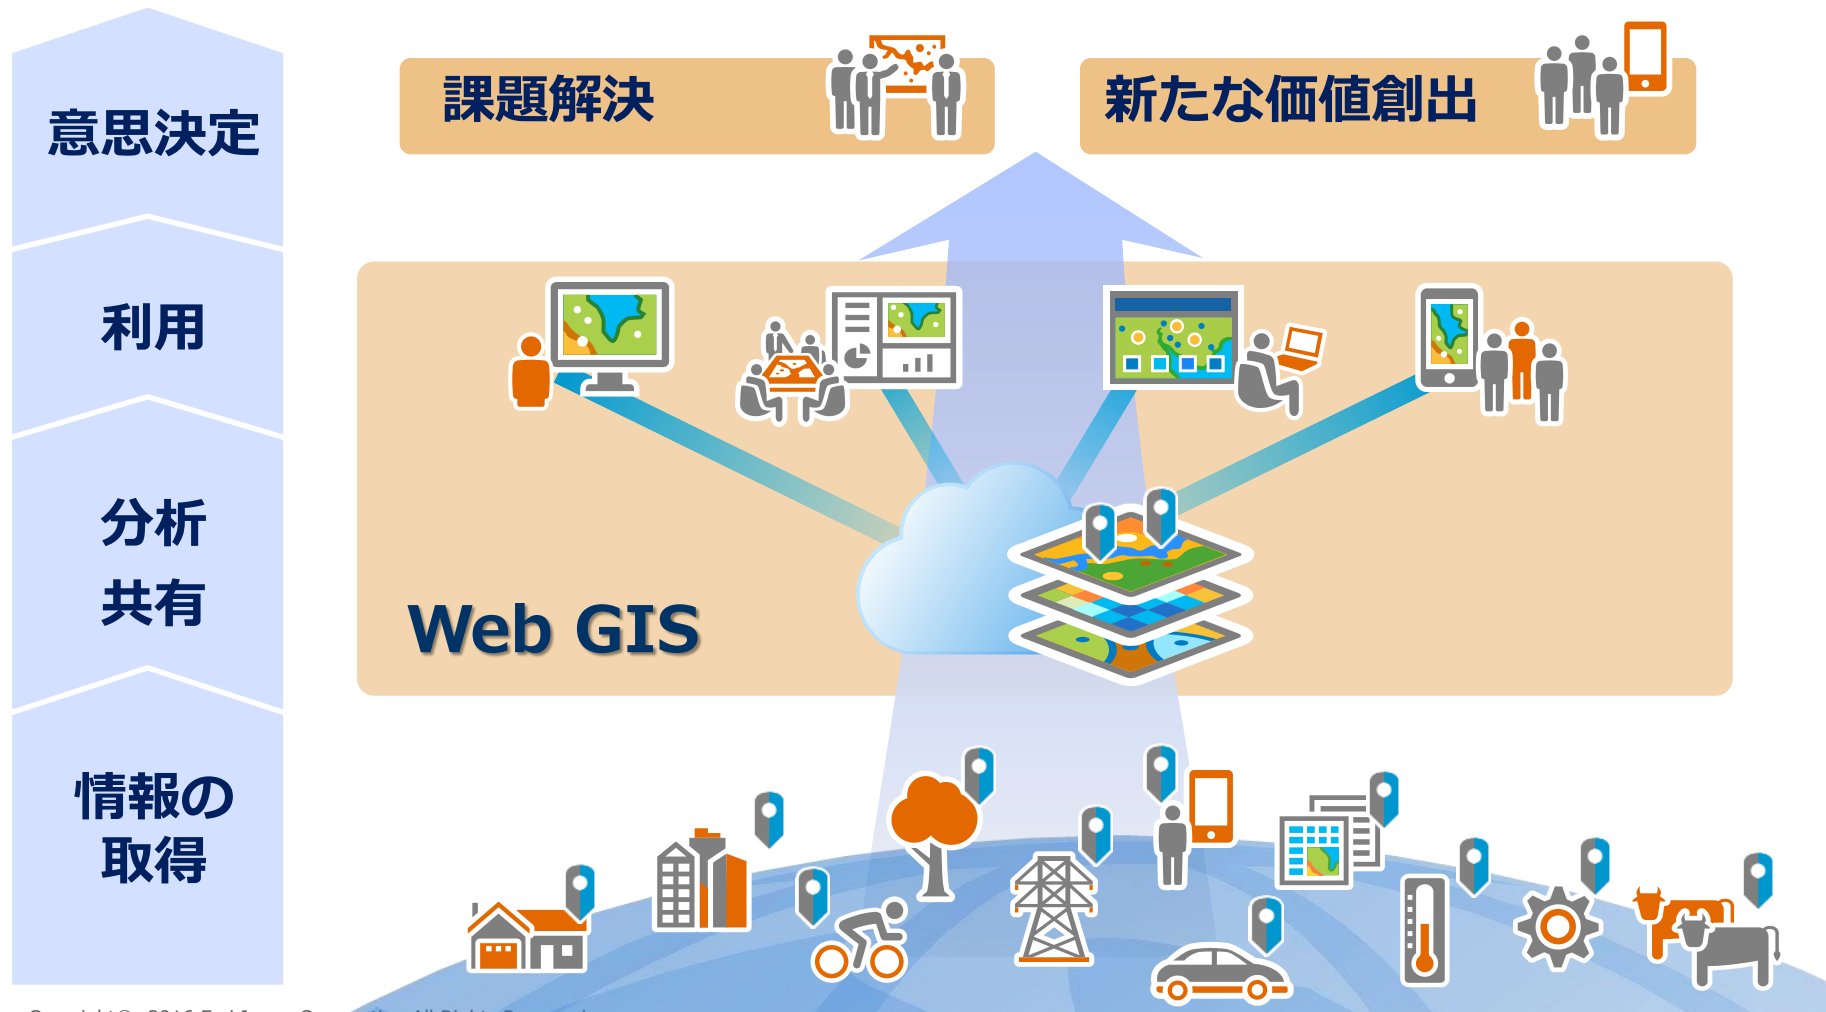 意思決定
課題解決
新たな価値創出
利用
分析
共有
Web GIS
情報の
取得